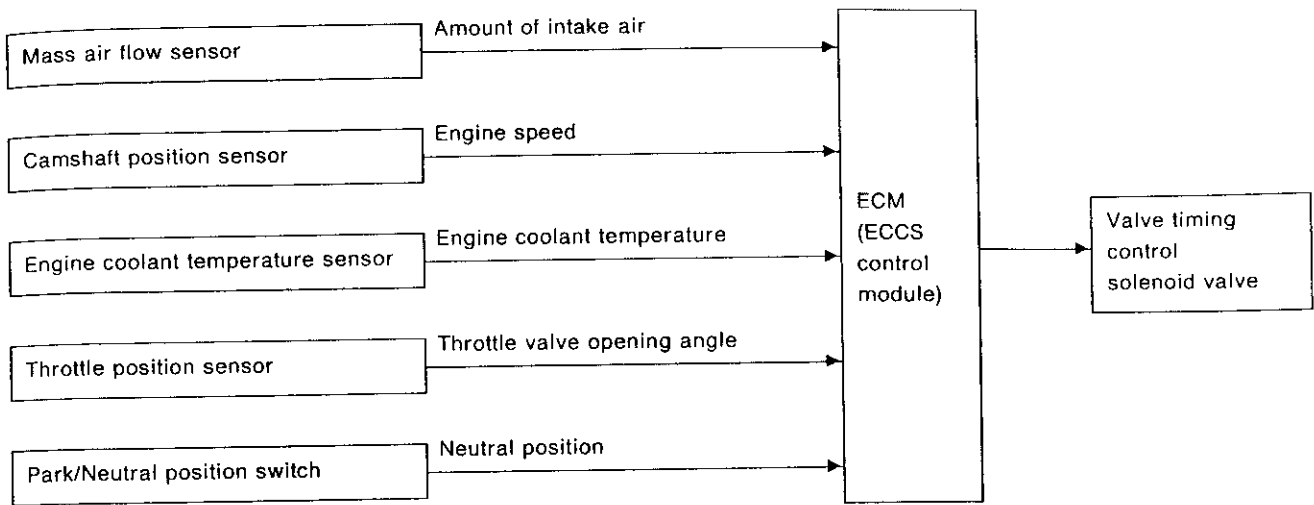 Mass air flow sensor
Amount of intake air
Camshaft position sensor
Engine speed
Engine coolant temperature sensor
Engine coolant temperature
Throttle position sensor
Throttle valve opening angle
Park/Neutral position switch
Neutral position
ECM
(ECCS
control
module)
Valve timing
control
solenoid valve